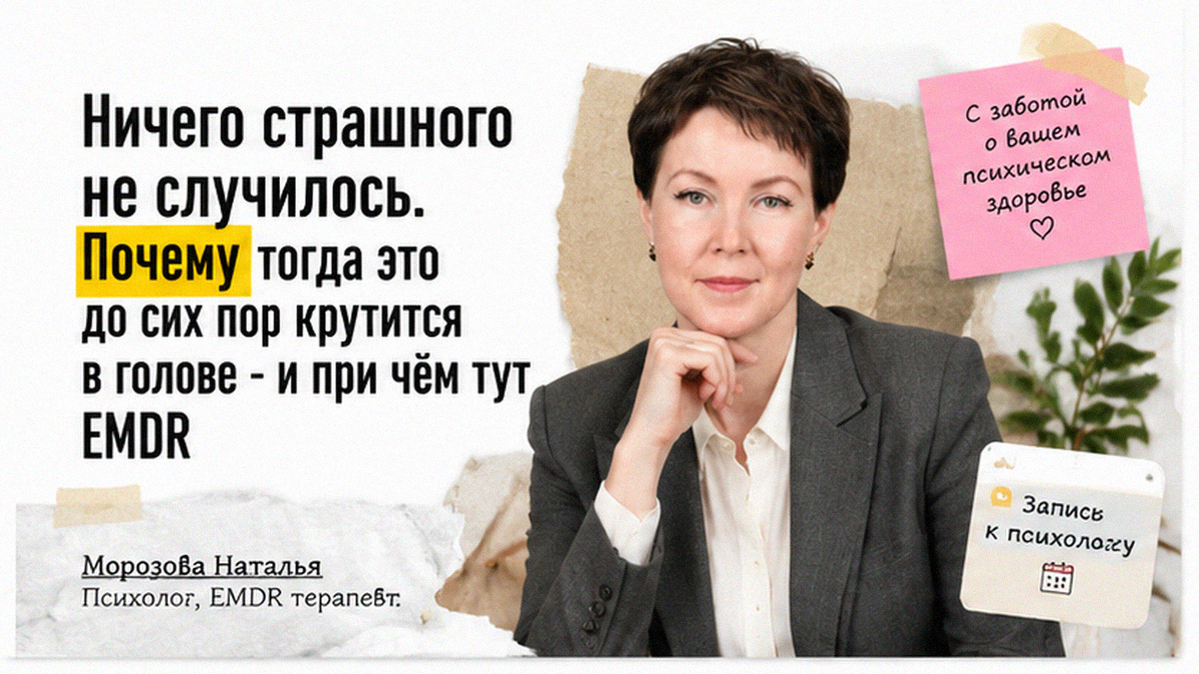 Ничего страшного
не случилось.
Почему тогда это
до сих пор крутится
в голове - и при чём тут
EMDR
Морозова Наталья
Психолог, EMDR терапевт.
С заботой
о вашем
психическом
здоровье
Запись
к психологу